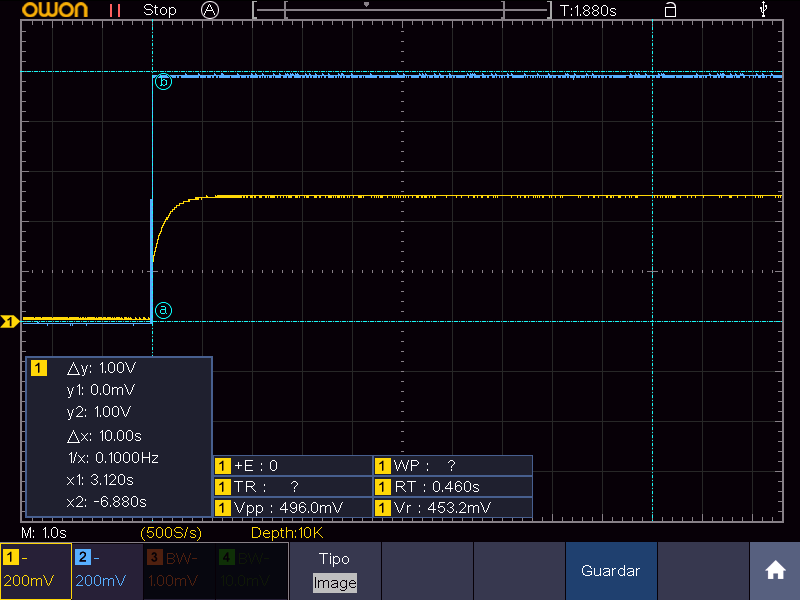 OWON Stop A T:1.880s
b
a
1
1 Δy: 1.00V
y1: 0.0mV
y2: 1.00V
Δx: 10.00s
1/x: 0.1000Hz
x1: 3.120s
x2: -6.880s
1 +E : 0 1 WP : ?
1 TR : ? 1 RT : 0.460s
1 Vpp : 496.0mV 1 Vr : 453.2mV
M: 1.0s (500S/s) Depth:10K
1 - 2 - 3 BW- 4 BW- Tipo
200mV 200mV 1.00mV 10.0mV Image Guardar